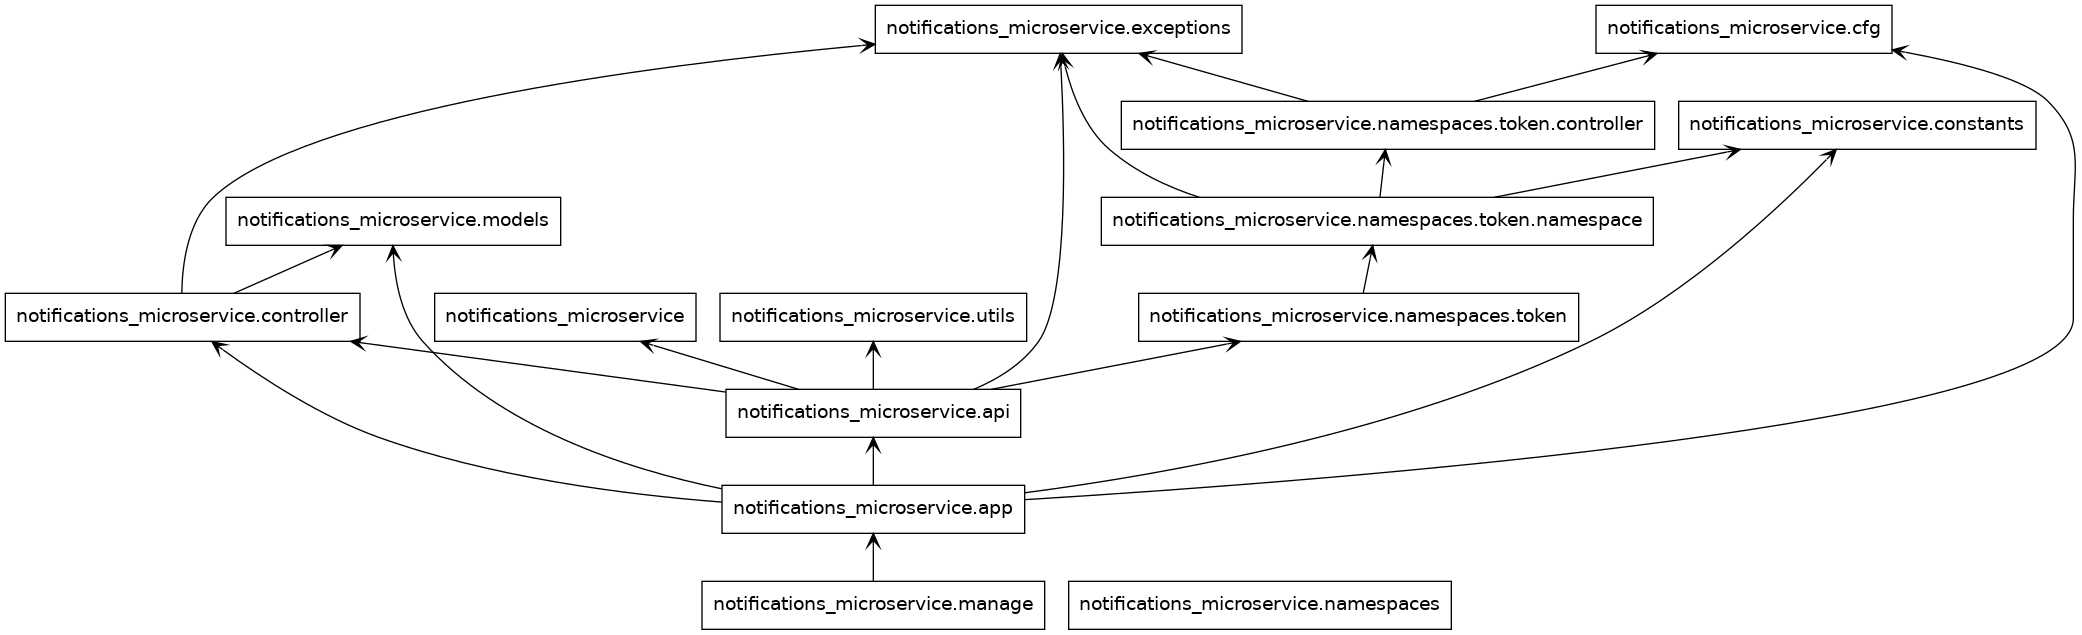 notifications_microservice.exceptions
notifications_microservice.cfg
notifications_microservice.namespaces.token.controller
notifications_microservice.constants
notifications_microservice.models
notifications_microservice.namespaces.token.namespace
notifications_microservice.controller
notifications_microservice
notifications_microservice.utils
notifications_microservice.namespaces.token
notifications_microservice.api
notifications_microservice.app
notifications_microservice.manage
notifications_microservice.namespaces